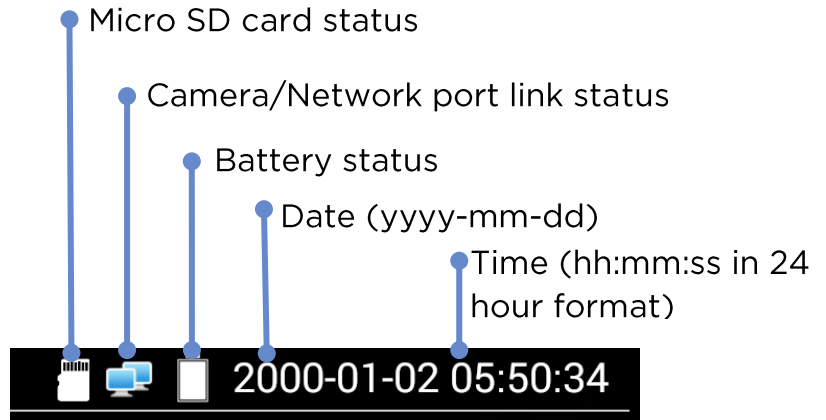 Micro SD card status
Camera/Network port link status
Battery status
Date (yyyy-mm-dd)
Time (hh:mm:ss in 24
hour format)
2000-01-02 05:50:34